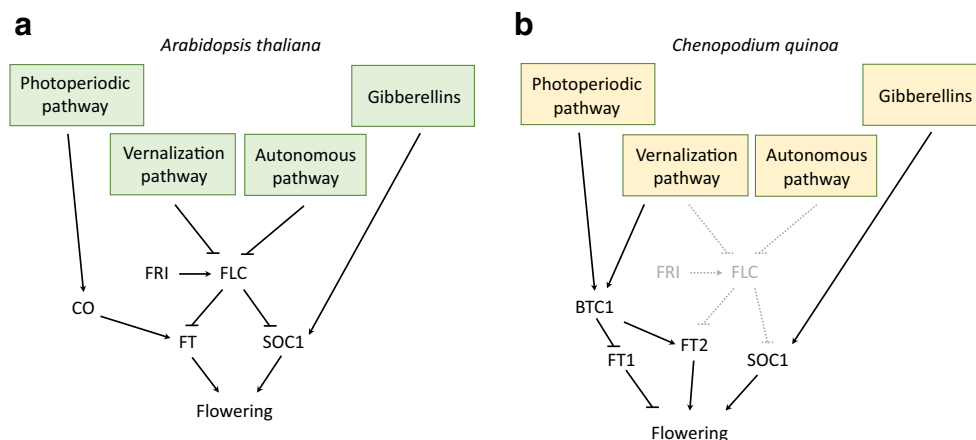 a
Arabidopsis thaliana
Photoperiodic
pathway
Gibberellins
Vernalization
pathway
Autonomous
pathway
FRI
FLC
CO
FT
SOC1
Flowering
b
Chenopodium quinoa
Photoperiodic
pathway
Gibberellins
Vernalization
pathway
Autonomous
pathway
FRI
FLC
BTC1
FT2
FT1
SOC1
Flowering